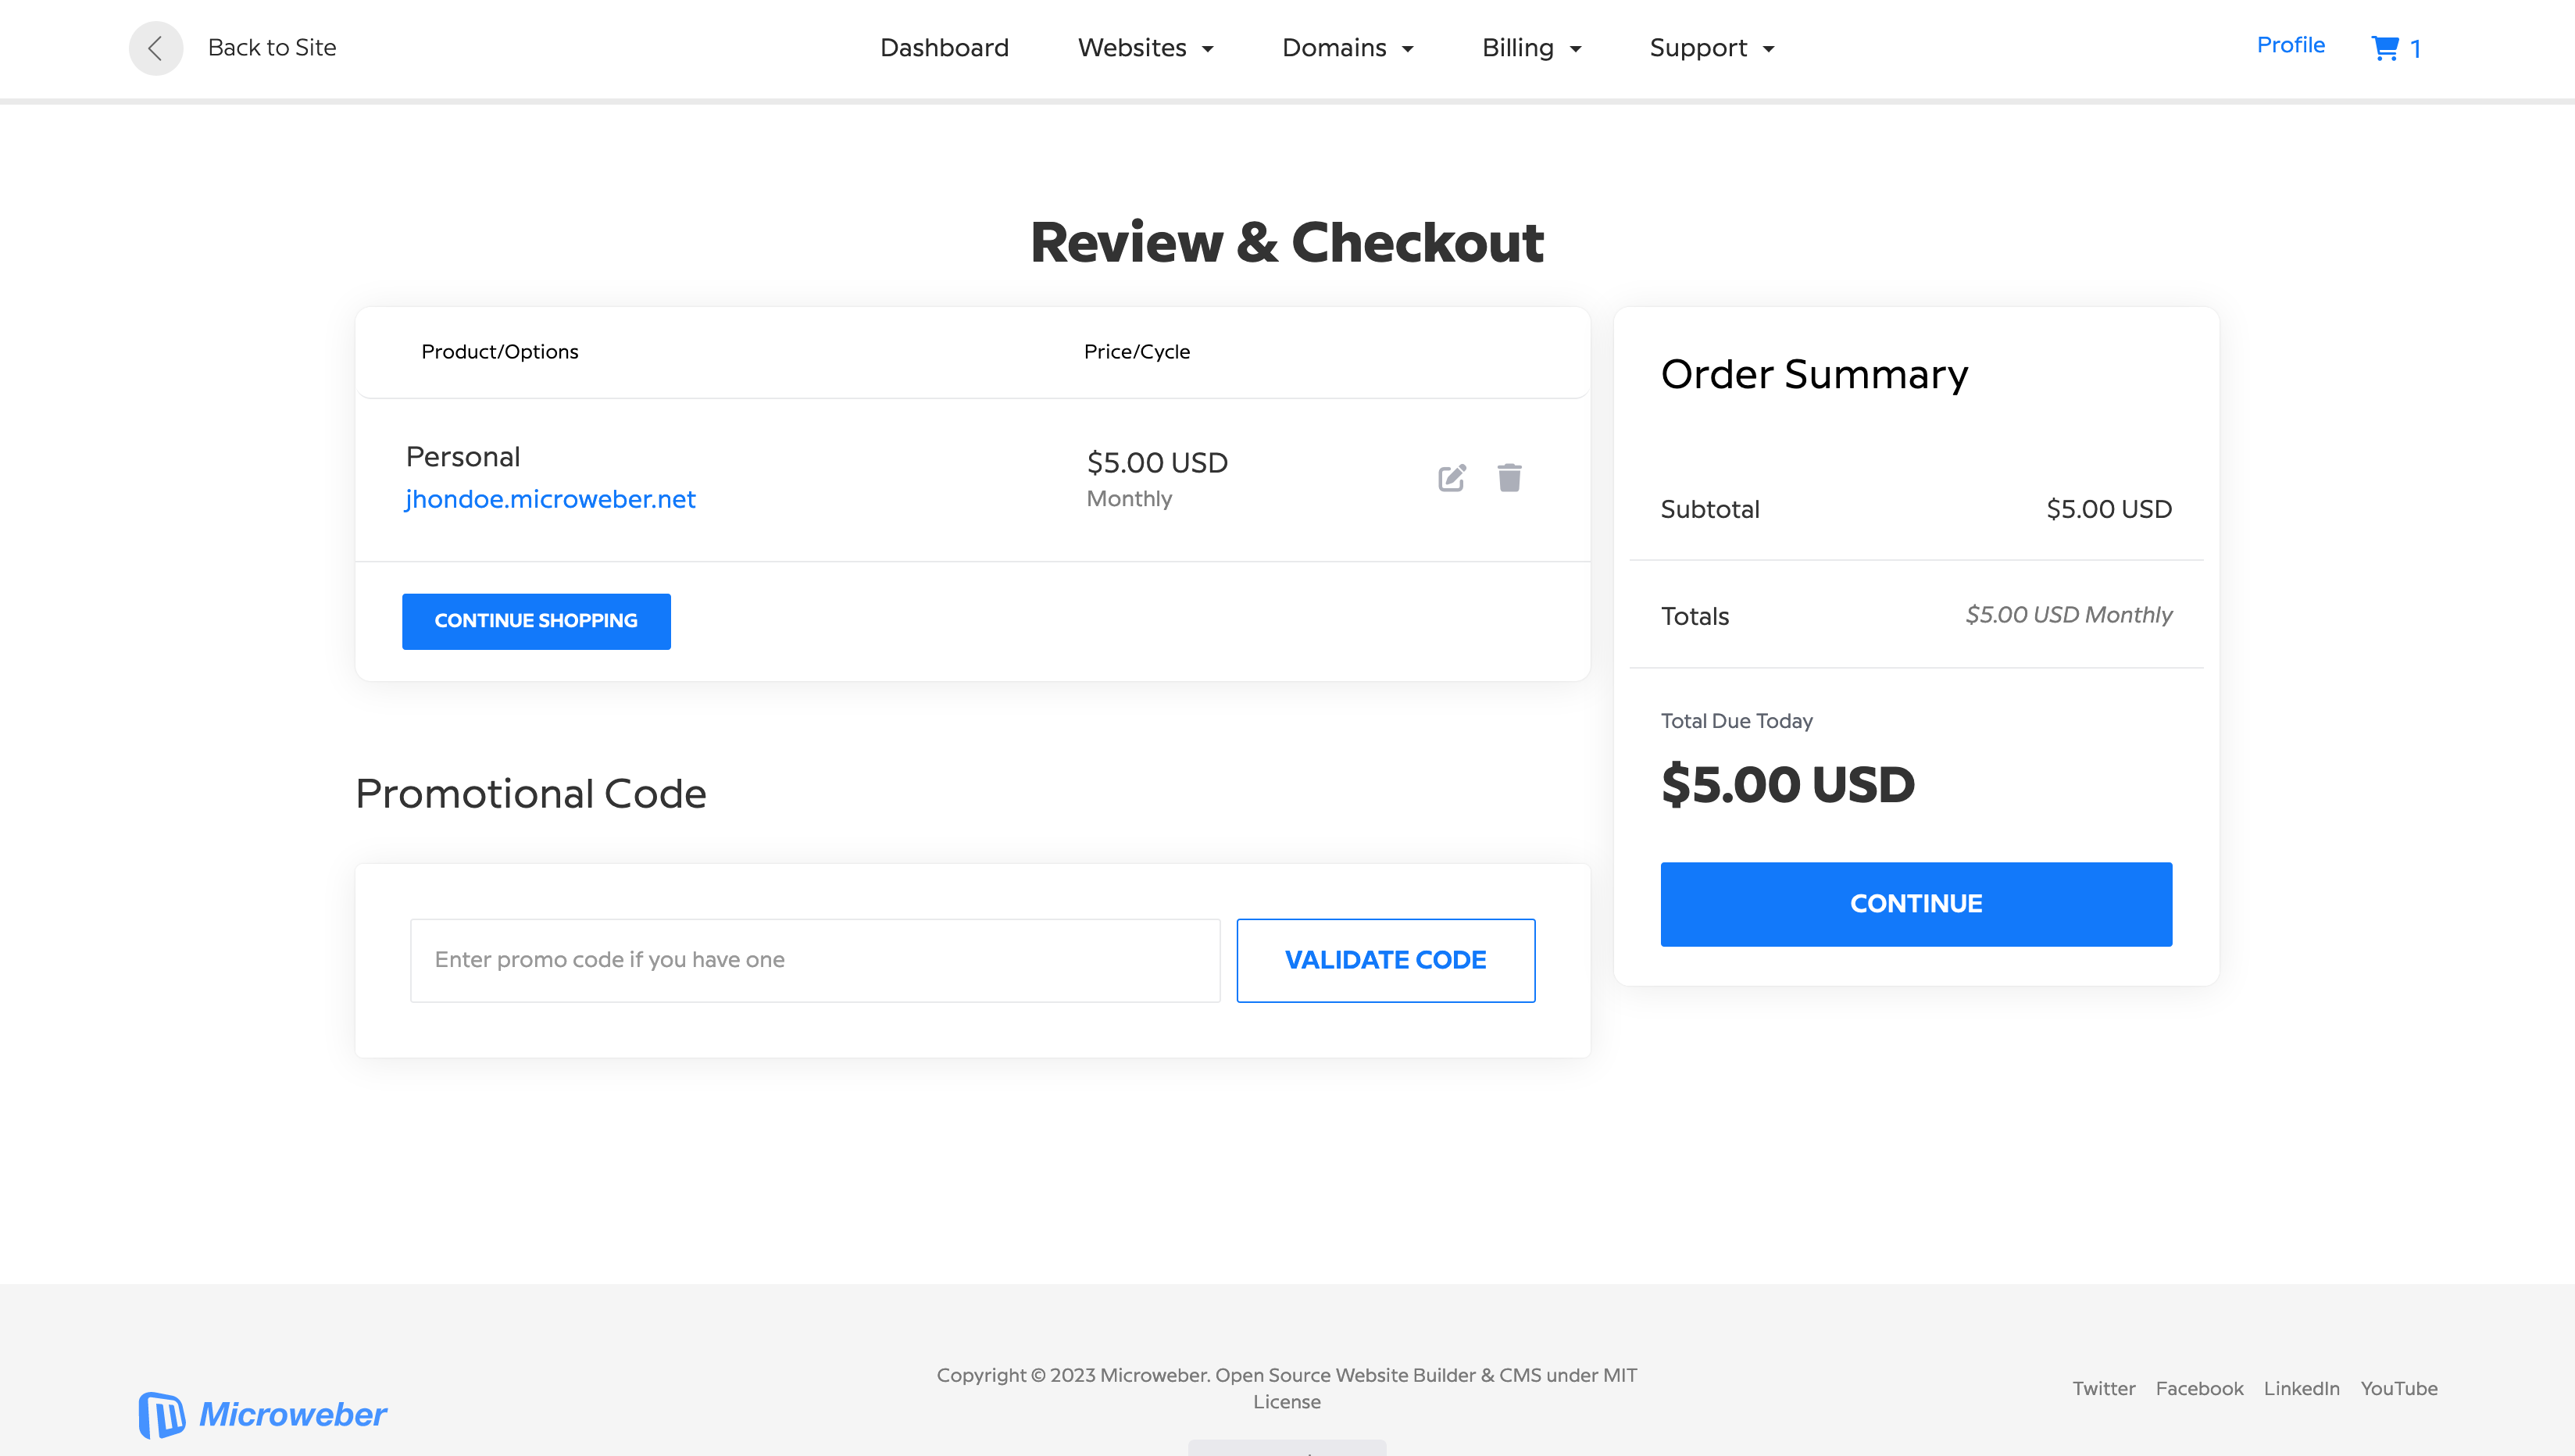 Back to Site
Dashboard
Websites
Domains
Billing
Support
Profile
1
Review & Checkout
Product/Options
Price/Cycle
Personal
jhondoe.microweber.net
$5.00 USD
Monthly
CONTINUE SHOPPING
Promotional Code
Enter promo code if you have one
VALIDATE CODE
Order Summary
Subtotal
$5.00 USD
Totals
$5.00 USD Monthly
Total Due Today
$5.00 USD
CONTINUE
Microweber
Copyright © 2023 Microweber. Open Source Website Builder & CMS under MIT
License
Twitter
Facebook
LinkedIn
YouTube